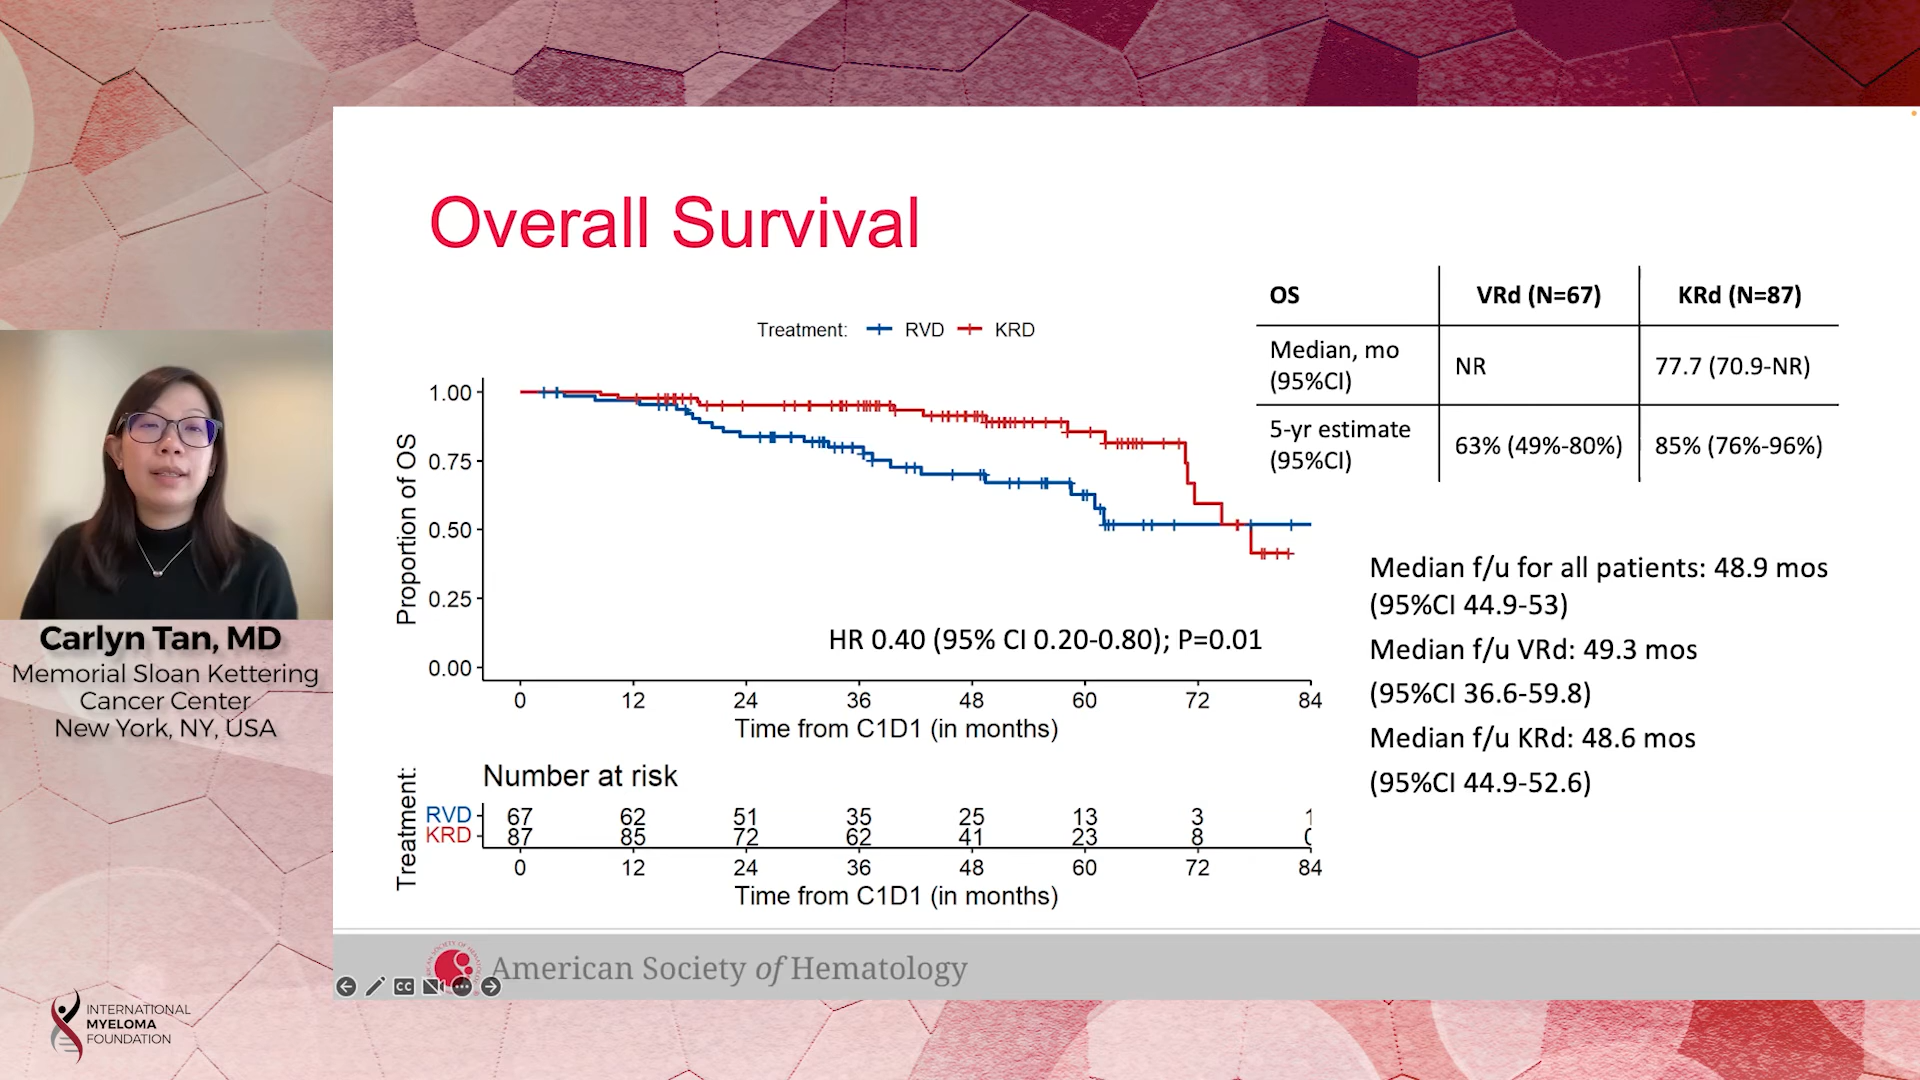 Overall Survival
Treatment: RVD KRD
1.00
0.75
0.50
0.25
0.00
Proportion of OS
HR 0.40 (95% CI 0.20-0.80); P=0.01
0 12 24 36 48 60 72 84
Time from C1D1 (in months)
Number at risk
Treatment:
RVD 67 62 51 35 25 13 3 1
KRD 87 85 72 62 41 23 8
0 12 24 36 48 60 72 84
Time from C1D1 (in months)
OS VRd (N=67) KRd (N=87)
Median, mo
(95%CI)
NR 77.7 (70.9-NR)
5-yr estimate
(95%CI)
63% (49%-80%) 85% (76%-96%)
Median f/u for all patients: 48.9 mos
(95%CI 44.9-53)
Median f/u VRd: 49.3 mos
(95%CI 36.6-59.8)
Median f/u KRd: 48.6 mos
(95%CI 44.9-52.6)
Carlyn Tan, MD
Memorial Sloan Kettering
Cancer Center
New York, NY, USA
American Society of Hematology
CC
INTERNATIONAL
MYELOMA
FOUNDATION